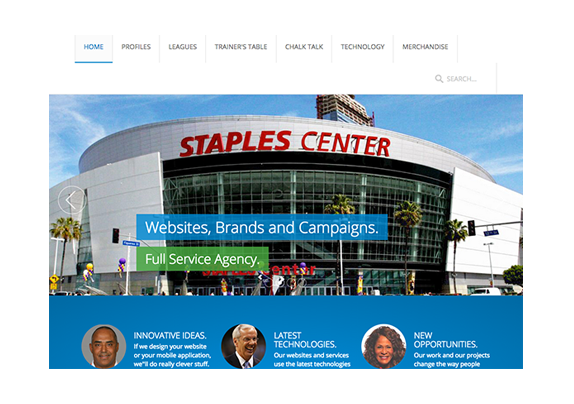 HOME PROFILES LEAGUES TRAINER'S TABLE CHALK TALK TECHNOLOGY MERCHANDISE
SEARCH...
STAPLES CENTER
Websites, Brands and Campaigns.
Full Service Agency.
INNOVATIVE IDEAS.
If we design your website
or your mobile application,
we"ll do really clever stuff.
LATEST
TECHNOLOGIES.
Our websites and services
use the latest technologies
NEW
OPPORTUNITIES.
Our work and our projects
change the way people